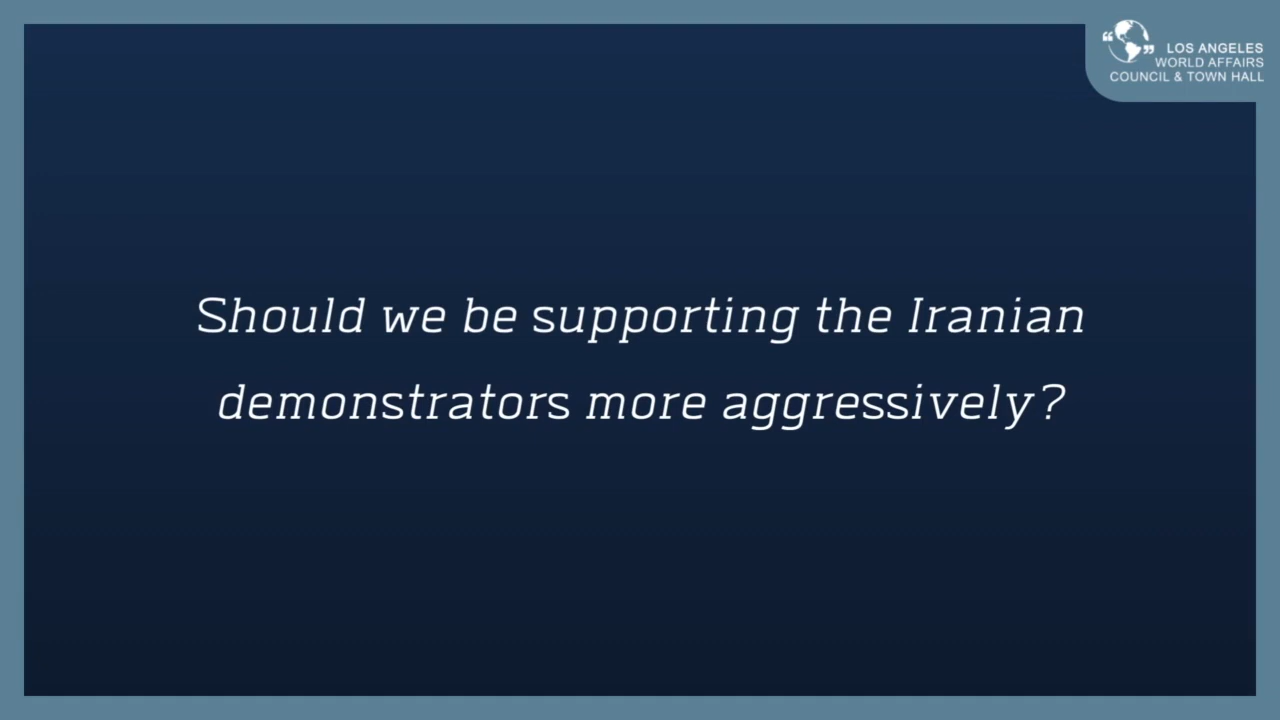 LOS ANGELES
WORLD AFFAIRS
COUNCIL & TOWN HALL
Should we be supporting the Iranian
demonstrators more aggressively?